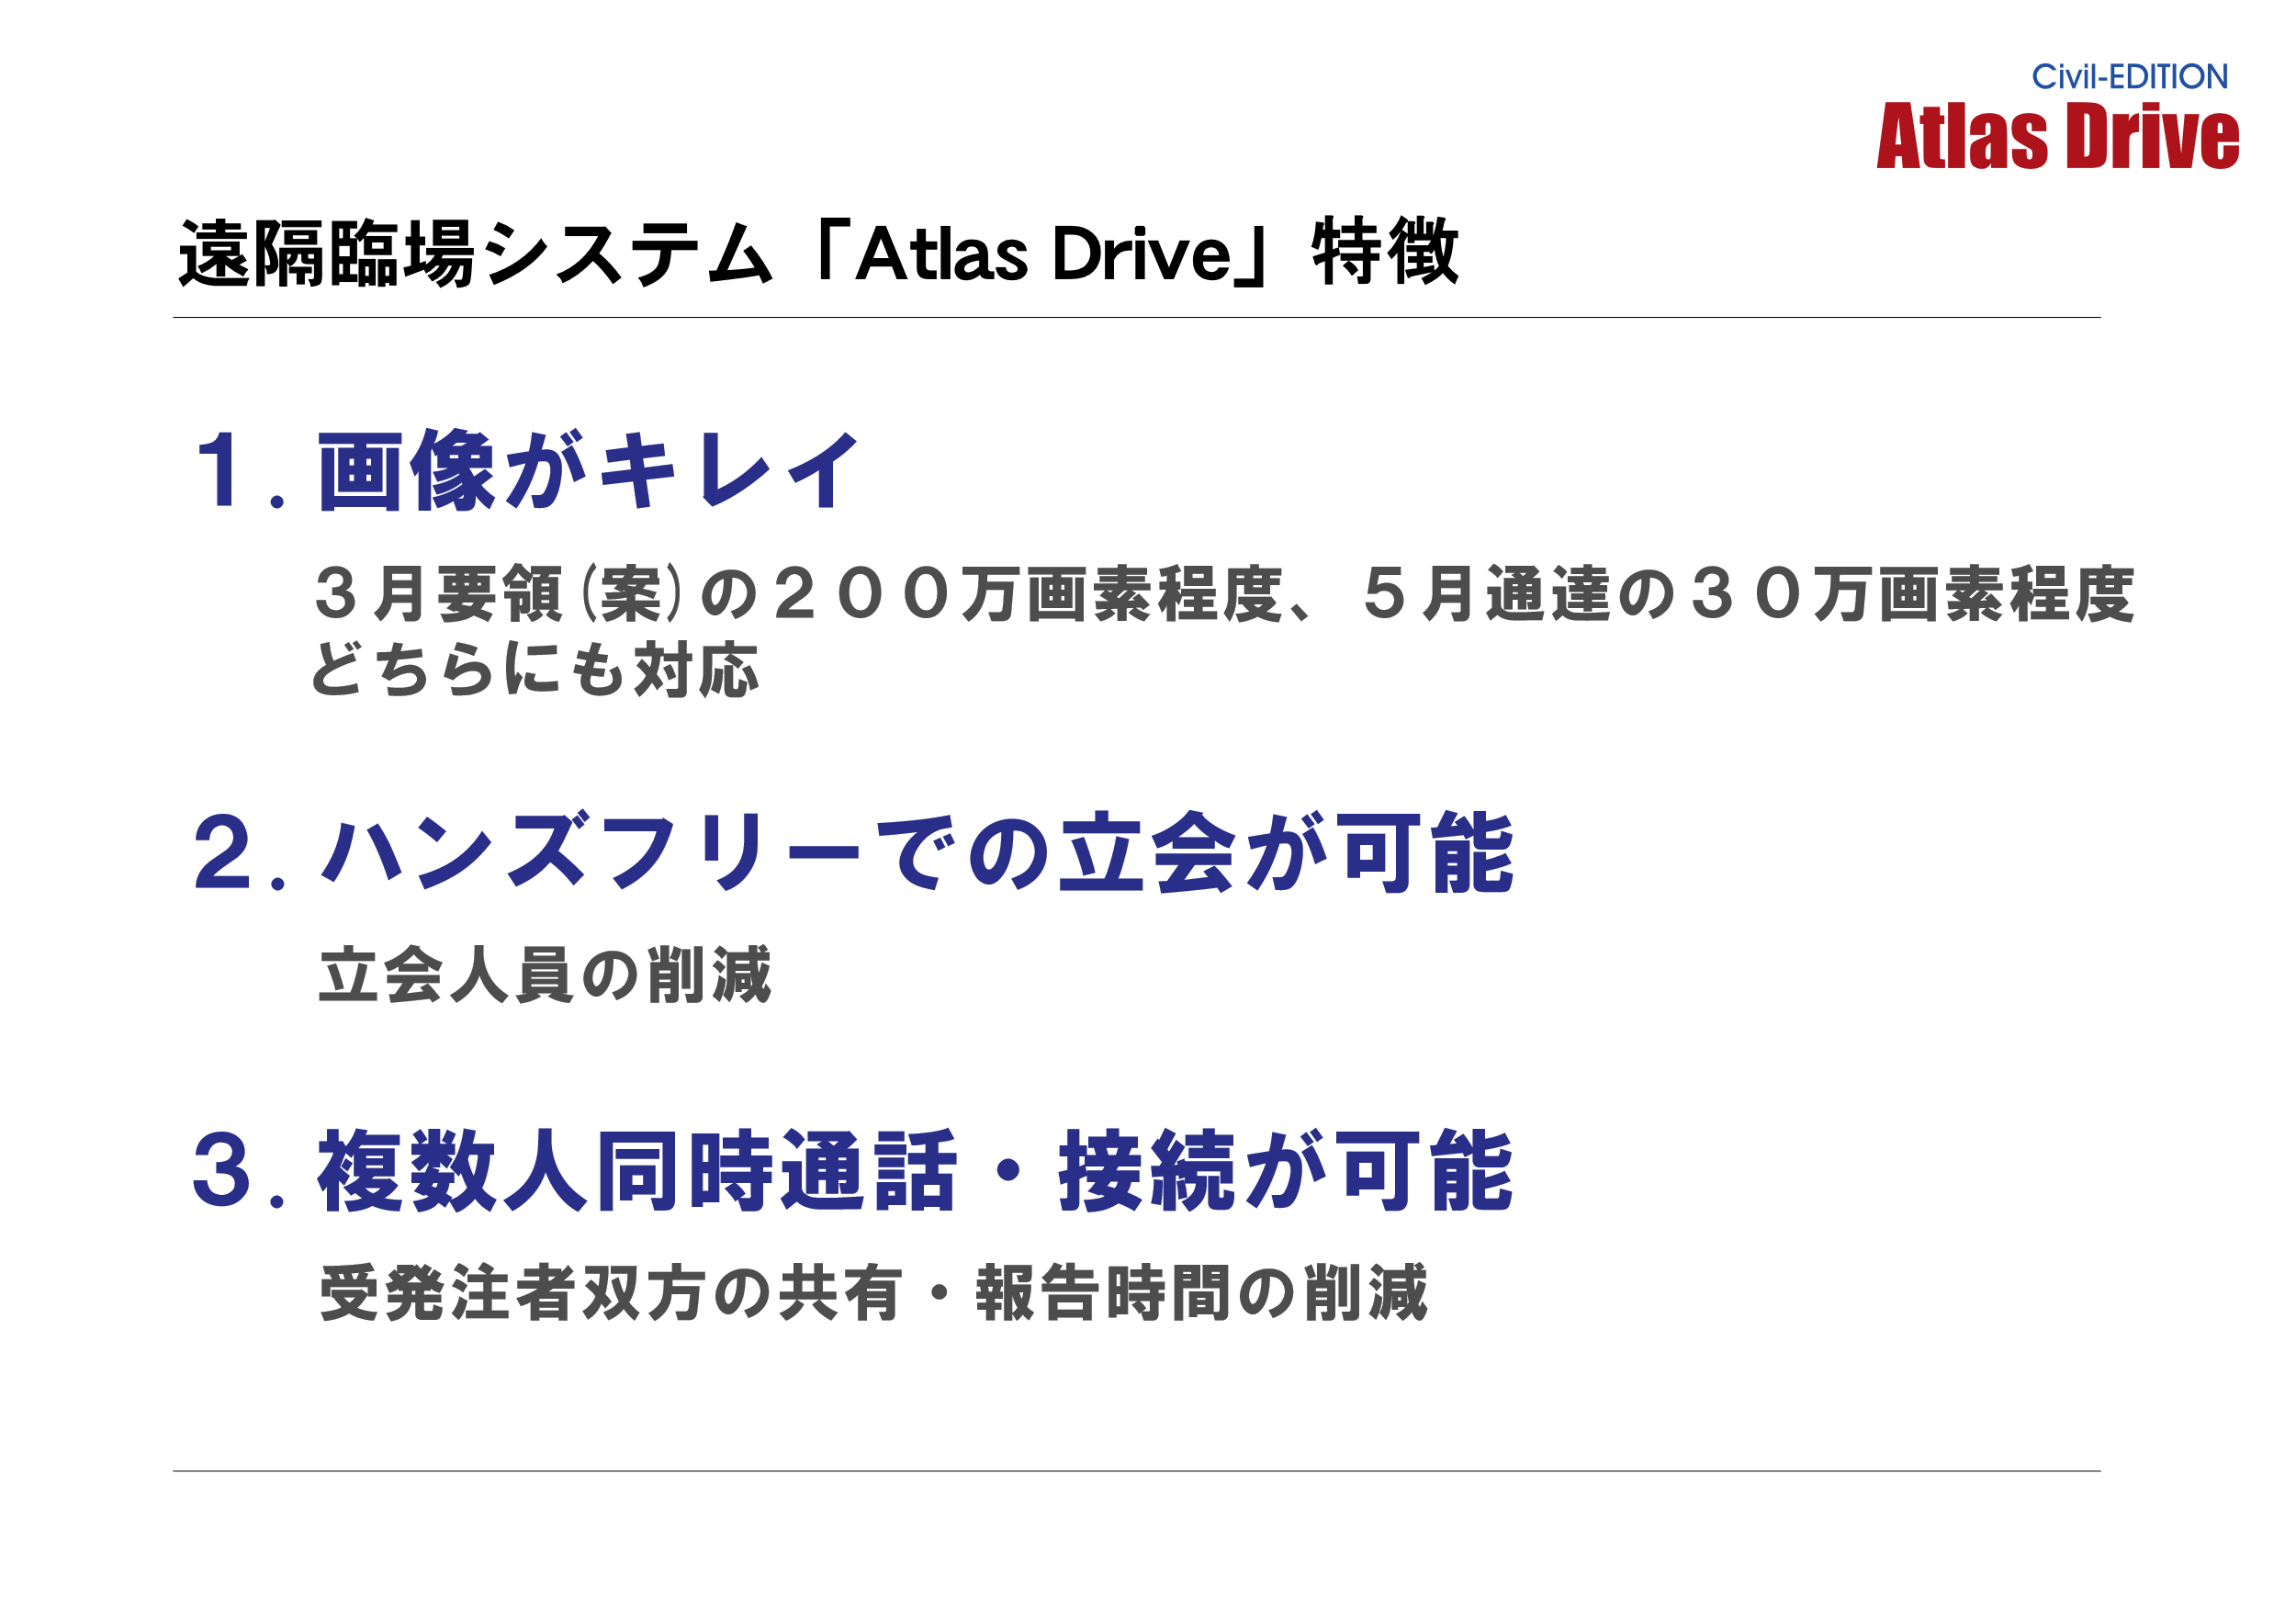 Civil-EDITION
Atlas Drive
遠隔臨場システム「Atlas Drive」特徴
１．画像がキレイ
３月要領(案)の２００万画素程度、５月通達の３０万画素程度
どちらにも対応
２．ハンズフリーでの立会が可能
立会人員の削減
３．複数人同時通話・接続が可能
受発注者双方の共有・報告時間の削減